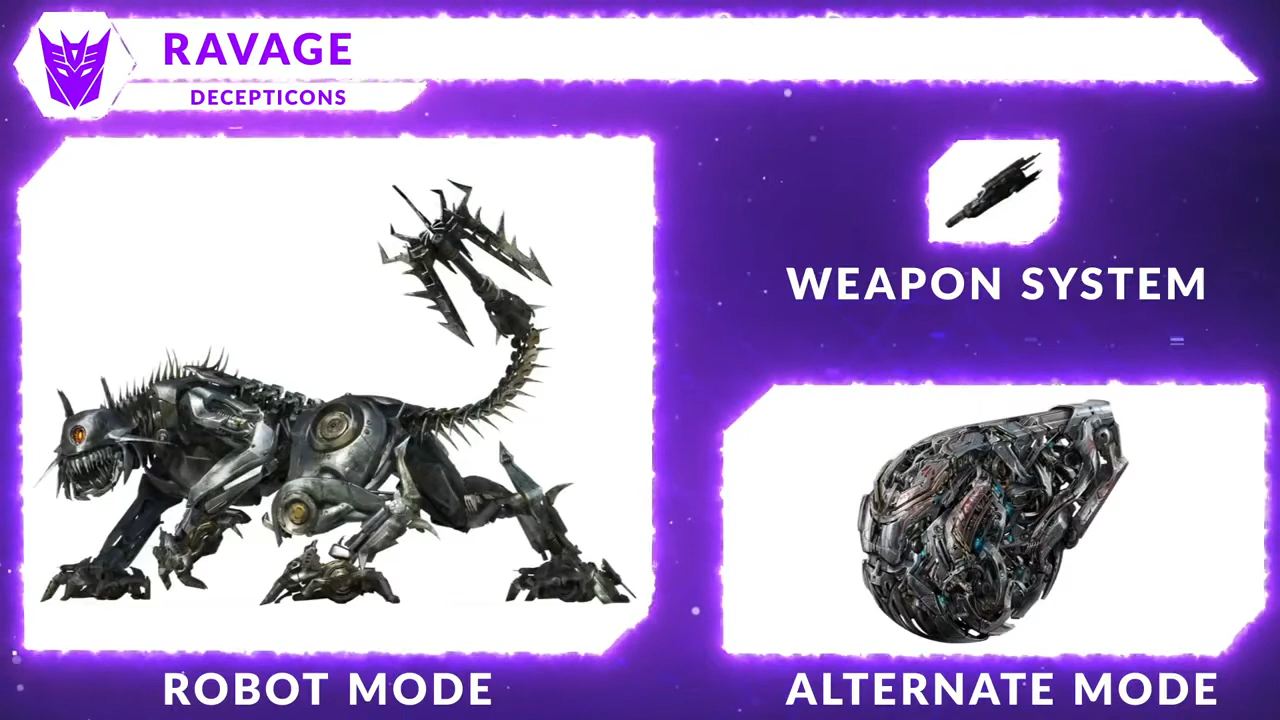 RAVAGE
DECEPTICONS
WEAPON SYSTEM
ROBOT MODE
ALTERNATE MODE